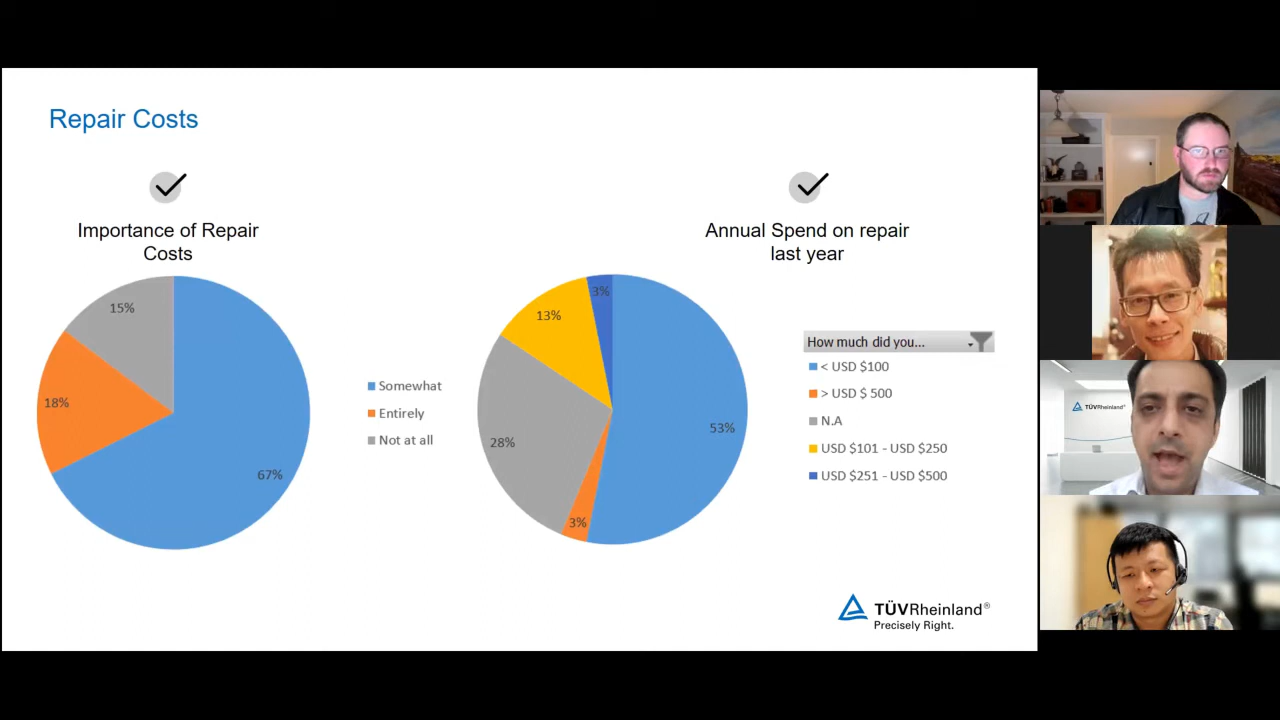 Repair Costs
Importance of Repair
Costs
15%
18%
67%
Somewhat
Entirely
Not at all
Annual Spend on repair
last year
3%
13%
28%
53%
3%
How much did you...
< USD $100
> USD $ 500
N.A
USD $101 - USD $250
USD $251 - USD $500
TÜVRheinland®
Precisely Right.
TÜVRheinland®